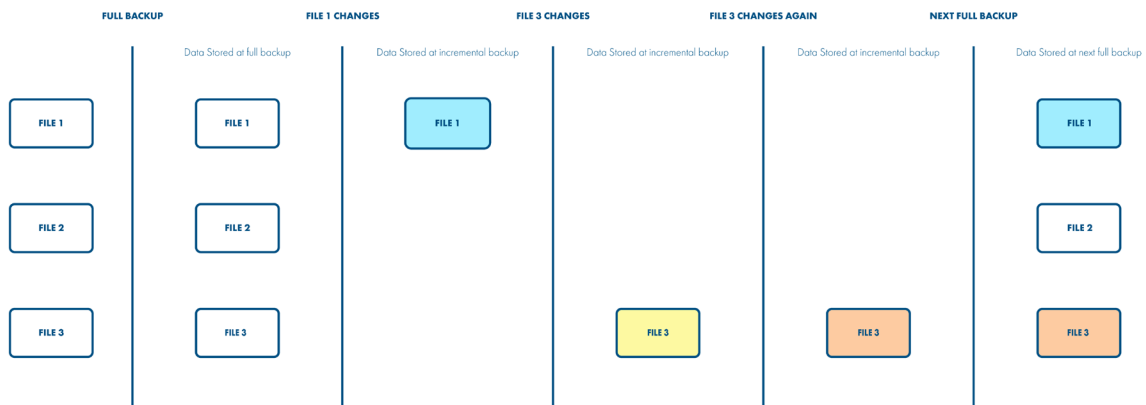 FULL BACKUP
FILE 1 CHANGES
FILE 3 CHANGES
FILE 3 CHANGES AGAIN
NEXT FULL BACKUP
Data Stored at full backup
Data Stored at incremental backup
Data Stored at incremental backup
Data Stored at incremental backup
Data Stored at next full backup
FILE 1
FILE 1
FILE 1
FILE 1
FILE 2
FILE 2
FILE 2
FILE 3
FILE 3
FILE 3
FILE 3
FILE 3